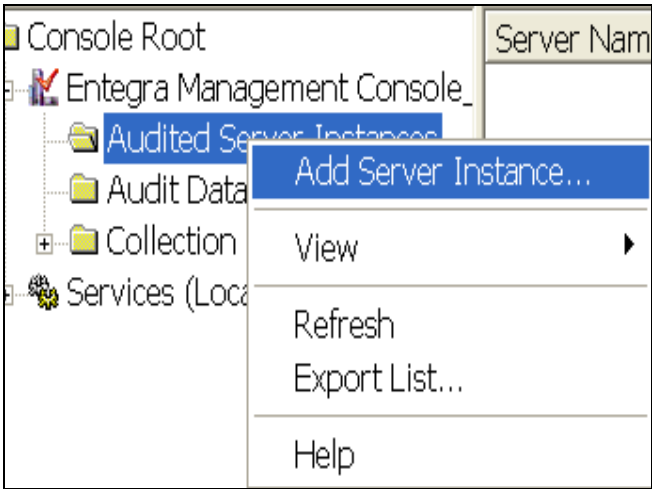 Console Root
Server Nam
Entegra Management Console_
Audited Server Instances
Add Server Instance...
Audit Data
Collection
View
Services (Loca
Refresh
Export List...
Help